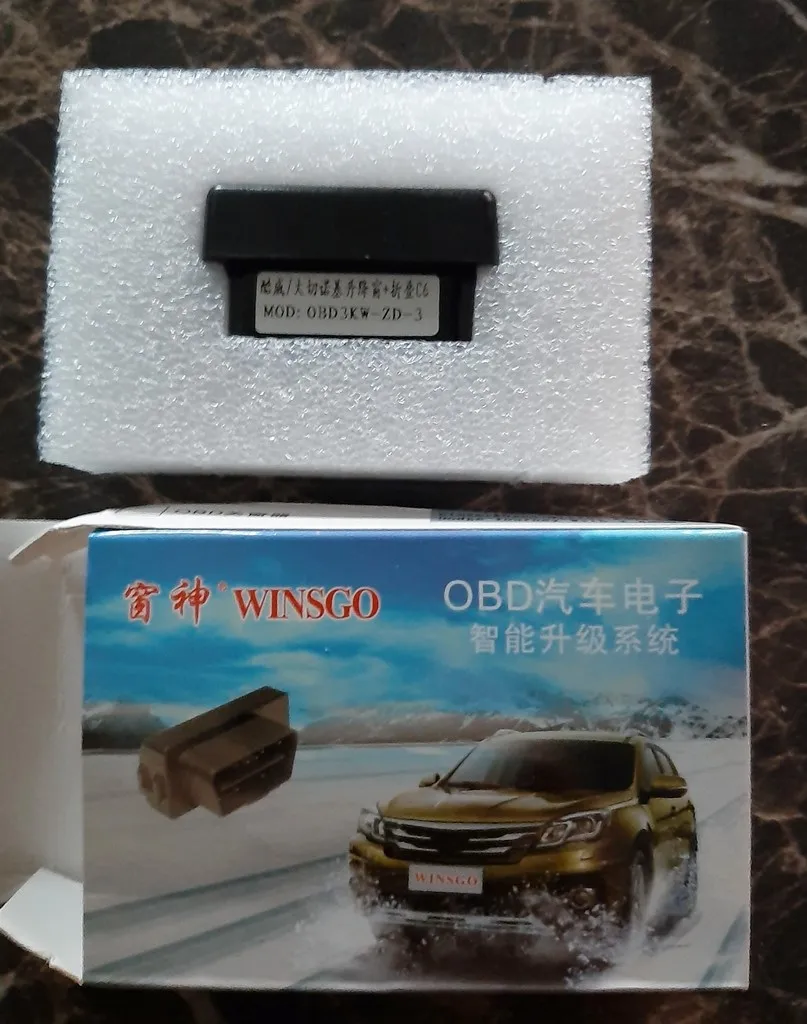 酷威/大切诺基升降窗+折叠C6
MOD: OBD3KW-ZD-3
窗神® WINSGO
OBD汽车电子
智能升级系统
WINSGO